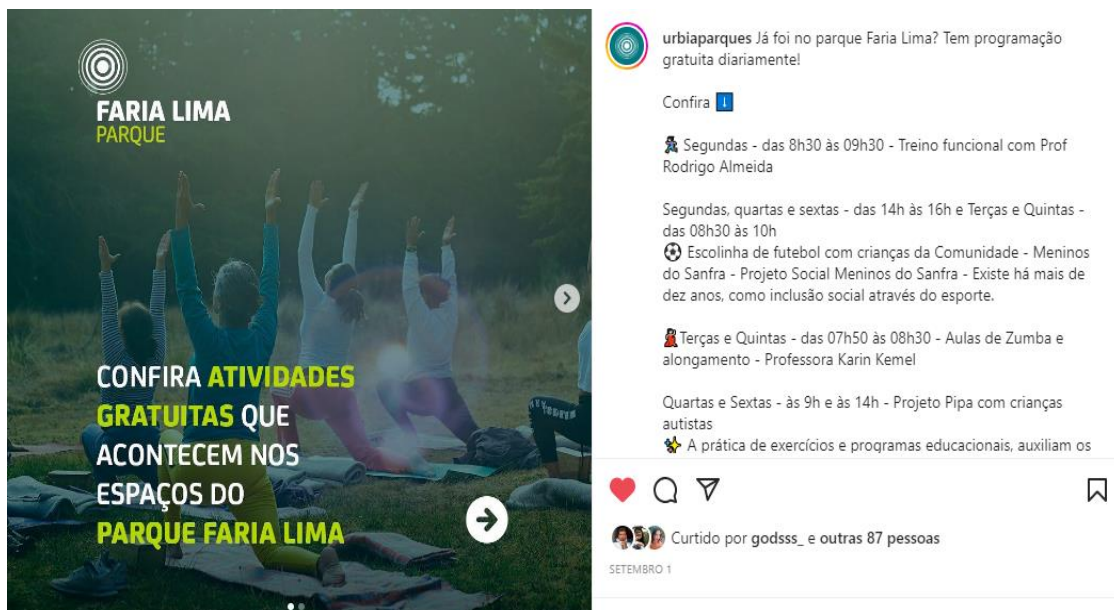 FARIA LIMA
PARQUE
CONFIRA ATIVIDADES
GRATUITAS QUE
ACONTECEM NOS
ESPAÇOS DO
PARQUE FARIA LIMA
urbiaparques Já foi no parque Faria Lima? Tem programação
gratuita diariamente!
Confira ⬇️
Segundas - das 8h30 às 09h30 - Treino funcional com Prof
Rodrigo Almeida
Segundas, quartas e sextas - das 14h às 16h e Terças e Quintas -
das 08h30 às 10h
⚽ Escolinha de futebol com crianças da Comunidade - Meninos
do Sanfra - Projeto Social Meninos do Sanfra - Existe há mais de
dez anos, como inclusão social através do esporte.
💃Terças e Quintas - das 07h50 às 08h30 - Aulas de Zumba e
alongamento - Professora Karin Kemel
Quartas e Sextas - às 9h e às 14h - Projeto Pipa com crianças
autistas
✨ A prática de exercícios e programas educacionais, auxiliam os
Curtido por godsss_ e outras 87 pessoas
SETEMBRO 1